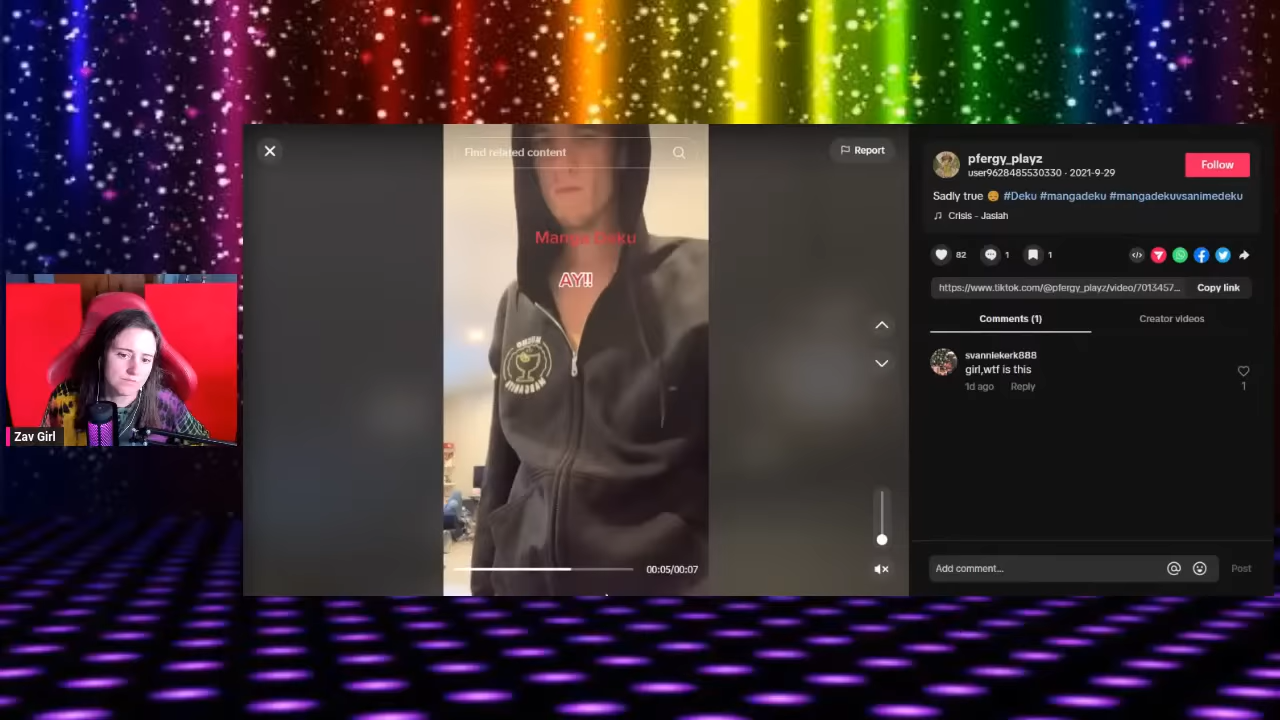 Find related content
Report
Manga Deku
AY!!
00:05/00:07
Zav Girl
pfergy_playz
user9628485530330 · 2021-9-29
Follow
Sadly true 😔 #Deku #mangadeku #mangadekuvsanimedeku
Crisis - Jasiah
82
1
1
https://www.tiktok.com/@pfergy_playz/video/7013457...
Copy link
Comments (1)
Creator videos
svanniekerk888
girl,wtf is this
1d ago
Reply
1
Add comment...
Post